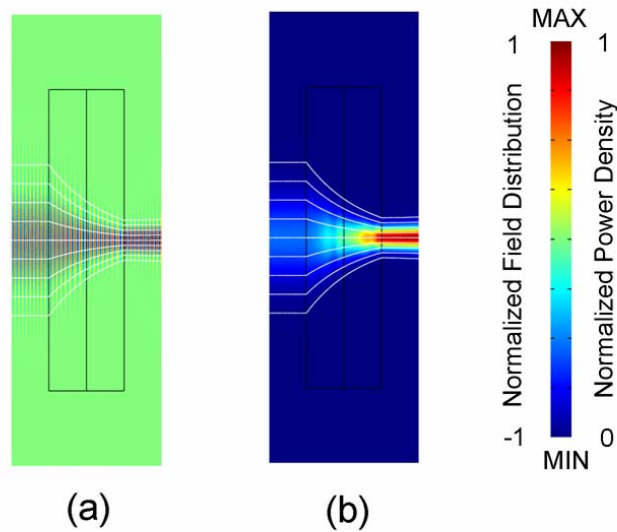 MAX
1
1
Normalized Field Distribution
Normalized Power Density
-1
0
MIN
(a)
(b)